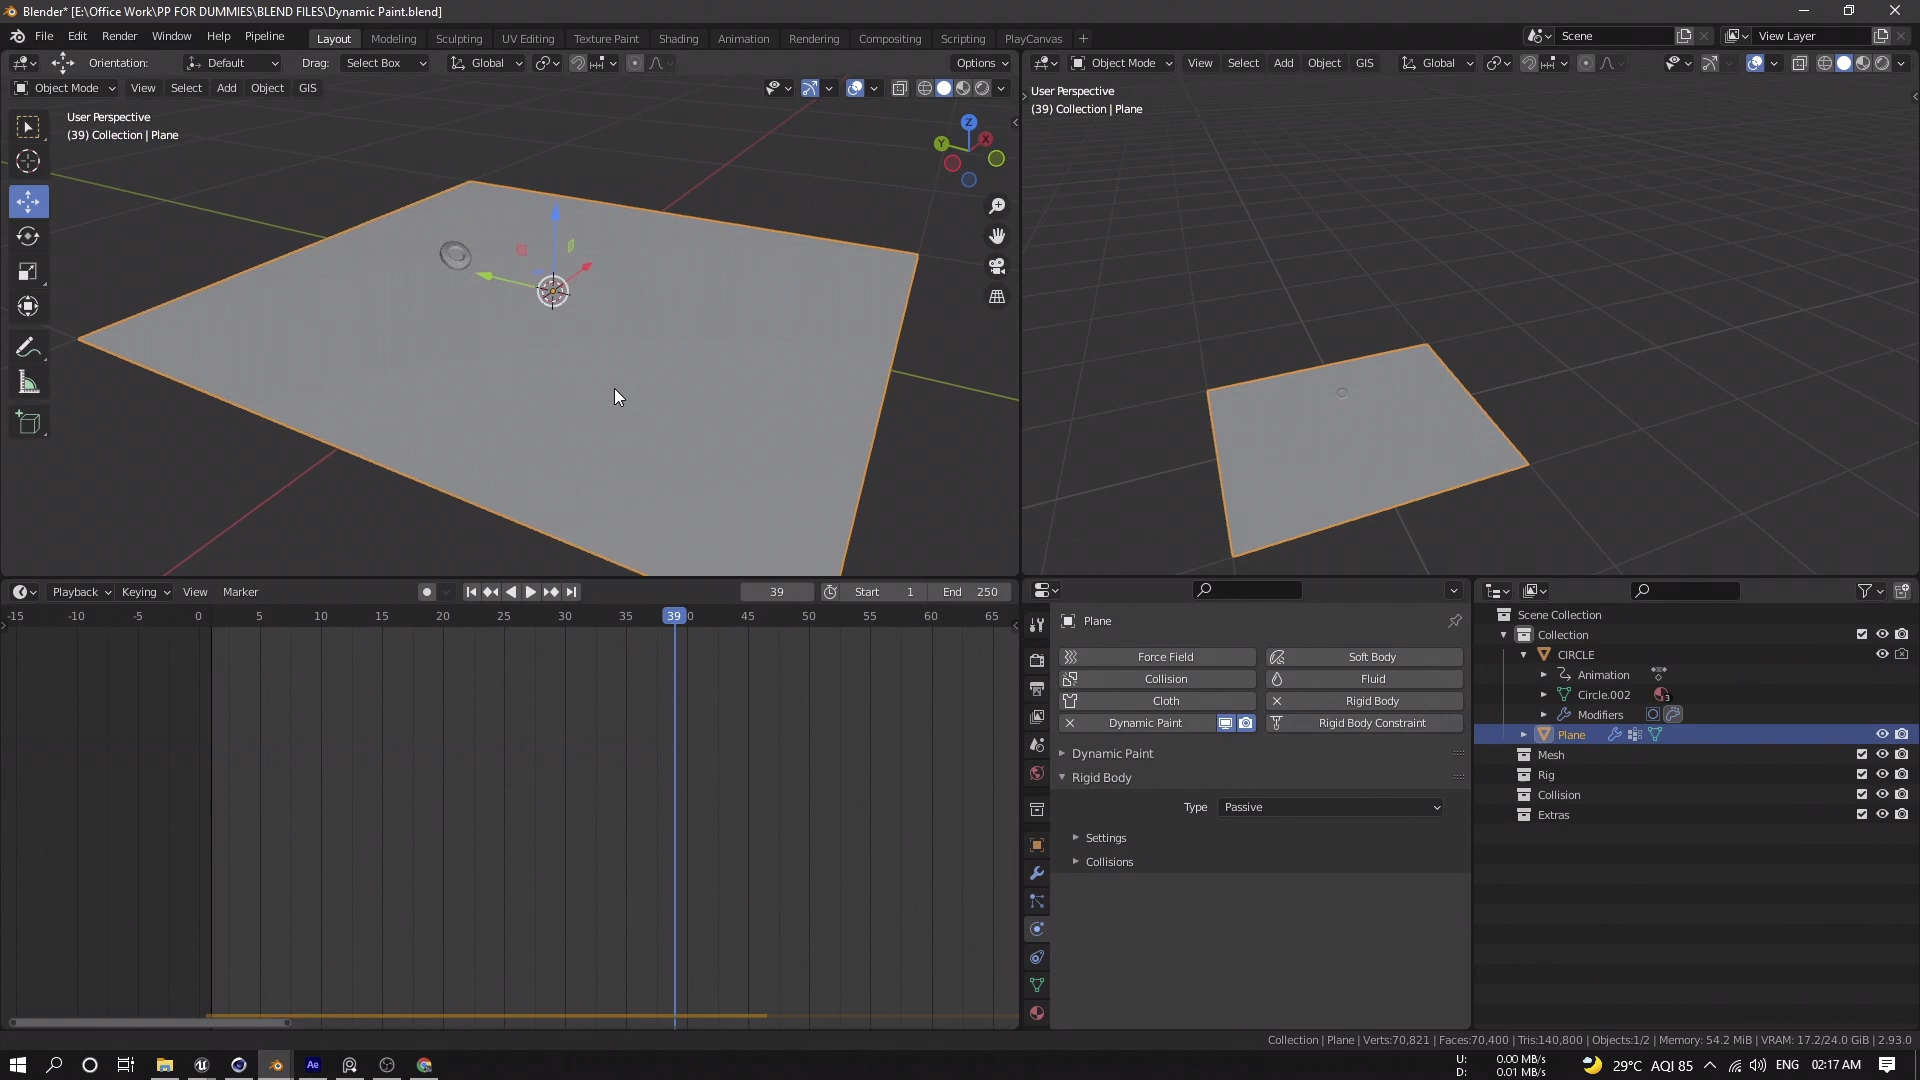 Blender* [E:\Office Work\PP FOR DUMMIES\BLEND FILES\Dynamic Paint.blend]
File Edit Render Window Help Pipeline Layout Modeling Sculpting UV Editing Texture Paint Shading Animation Rendering Compositing Scripting PlayCanvas + Scene View Layer
Orientation: Default Drag: Select Box Global Options
Object Mode View Select Add Object GIS Global
Object Mode View Select Add Object GIS
User Perspective
(39) Collection | Plane
Z
Y
X
User Perspective
(39) Collection | Plane
Playback Keying View Marker 39 Start 1 End 250
-15 -10 -5 0 5 10 15 20 25 30 35 39 0 45 50 55 60 65
Plane
Force Field Soft Body
Collision Fluid
Cloth Rigid Body
Dynamic Paint Rigid Body Constraint
Dynamic Paint
Rigid Body
Type Passive
Settings
Collisions
Scene Collection
Collection
CIRCLE
Animation
Circle.002 3
Modifiers
Plane
Mesh
Rig
Collision
Extras
Collection | Plane | Verts:70,821 | Faces:70,400 | Tris:140,800 | Objects:1/2 | Memory: 54.2 MiB | VRAM: 17.2/24.0 GiB | 2.93.0
Ae
U: 0.00 MB/s
D: 0.01 MB/s
29°C AQI 85 ENG 02:17 AM